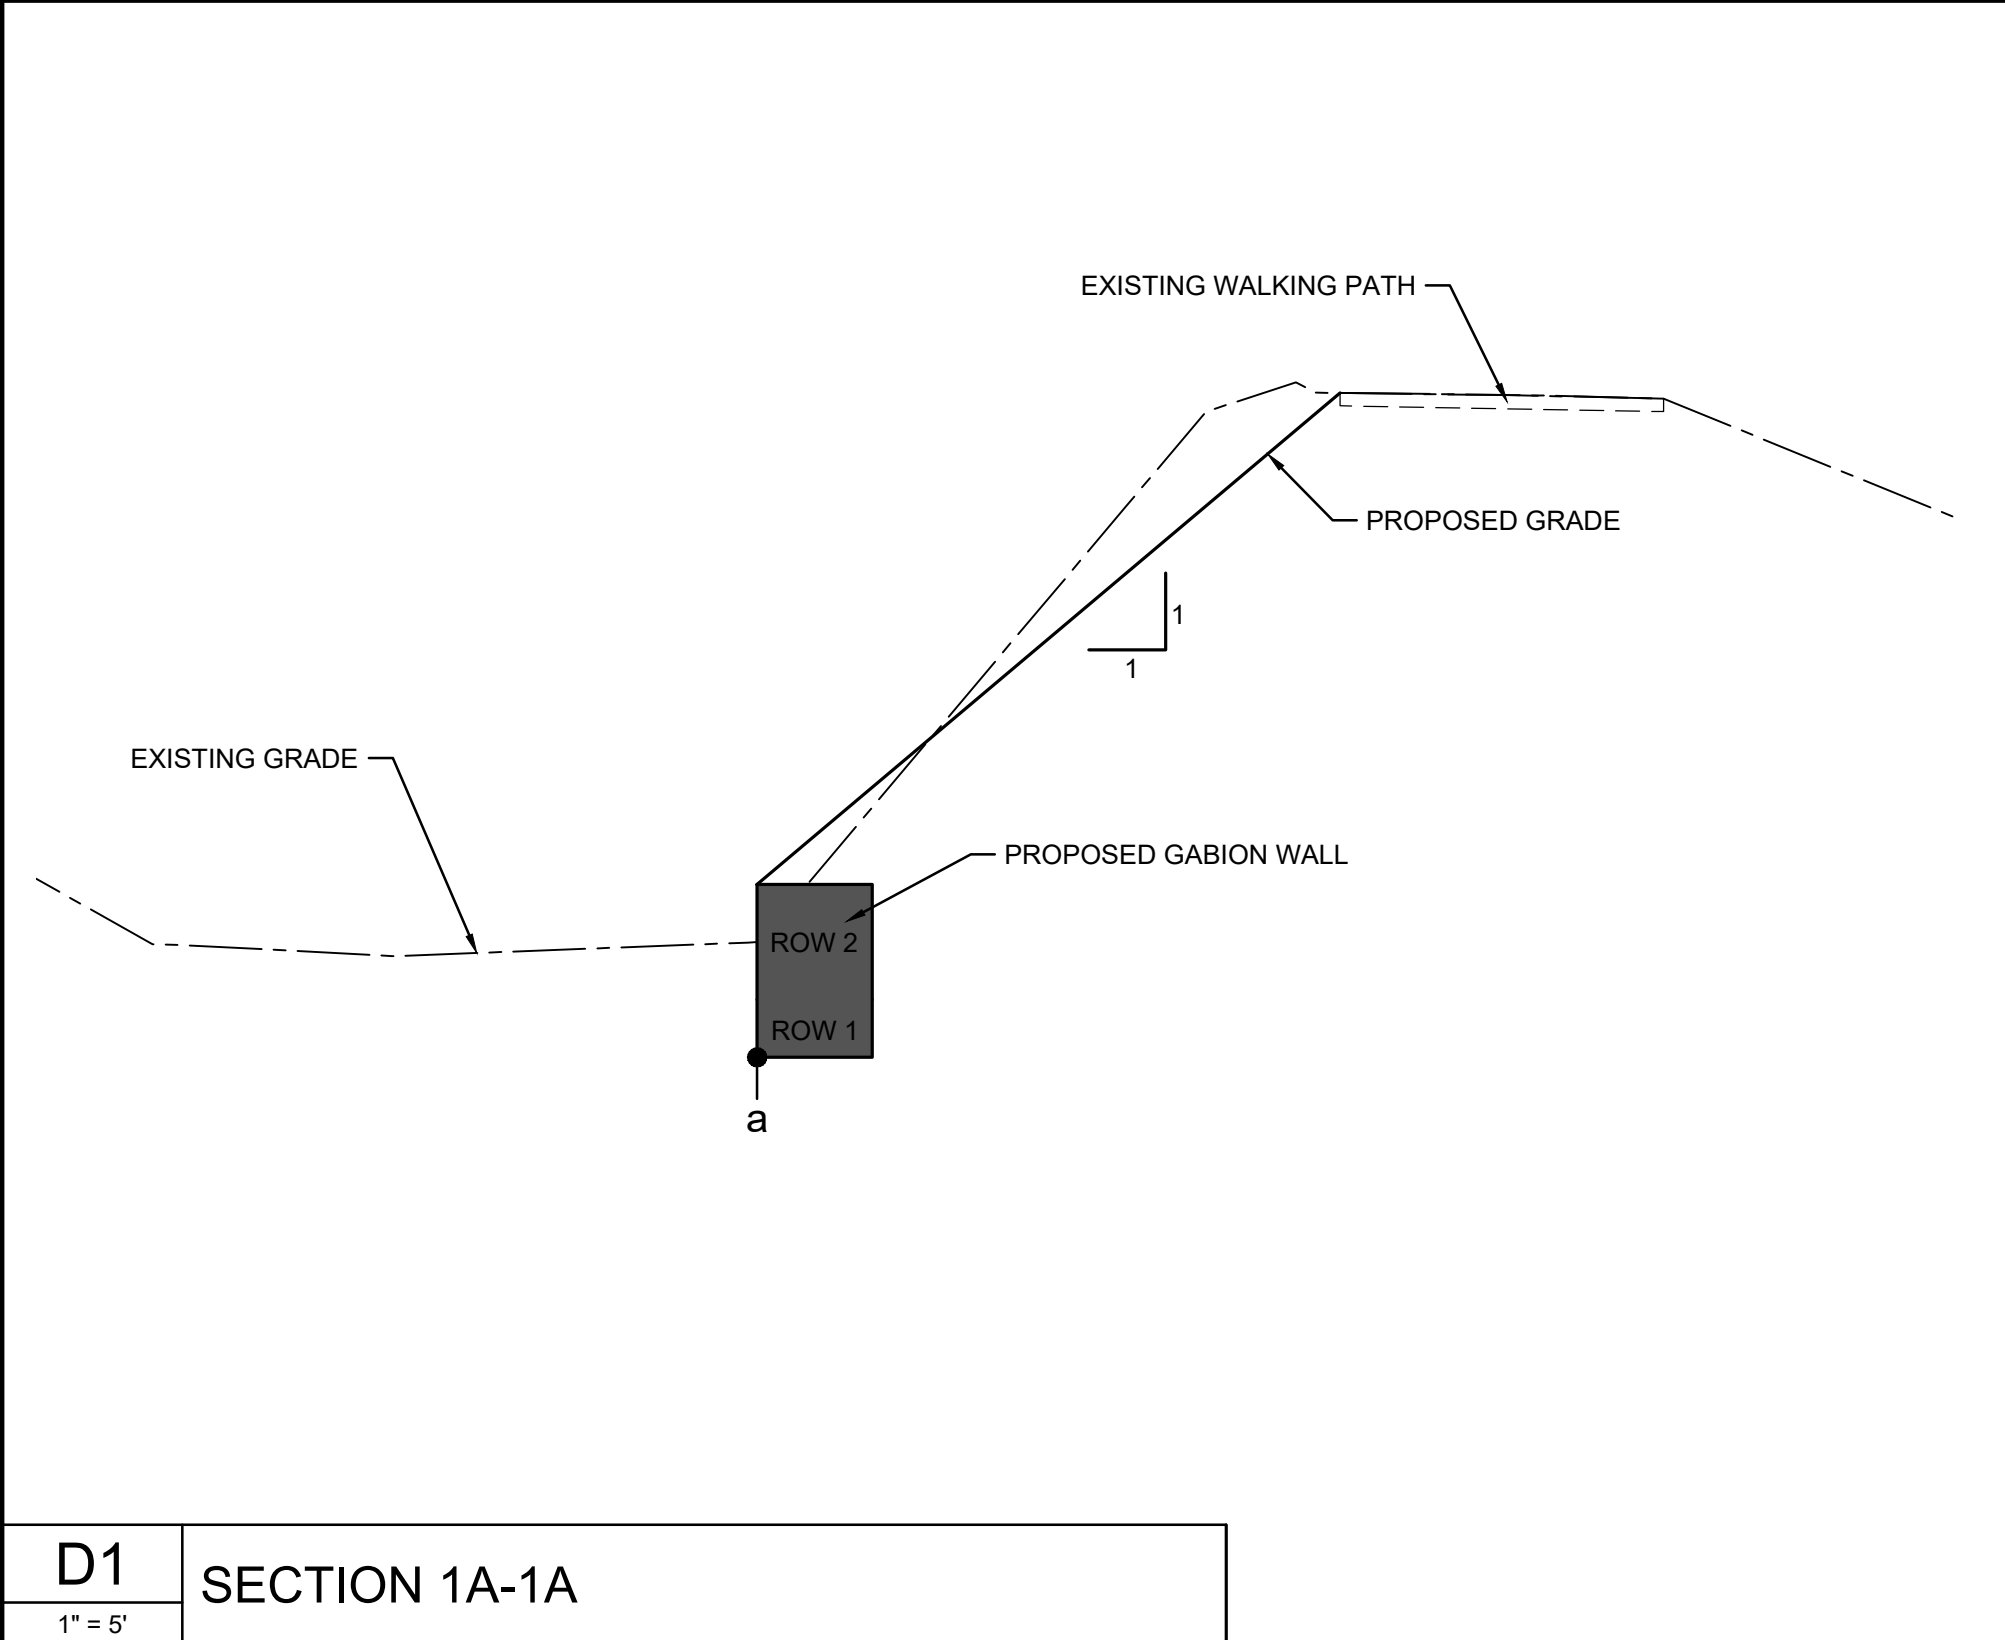 EXISTING WALKING PATH
PROPOSED GRADE
1
1
EXISTING GRADE
PROPOSED GABION WALL
ROW 2
ROW 1
a
D1
SECTION 1A-1A
1" = 5'